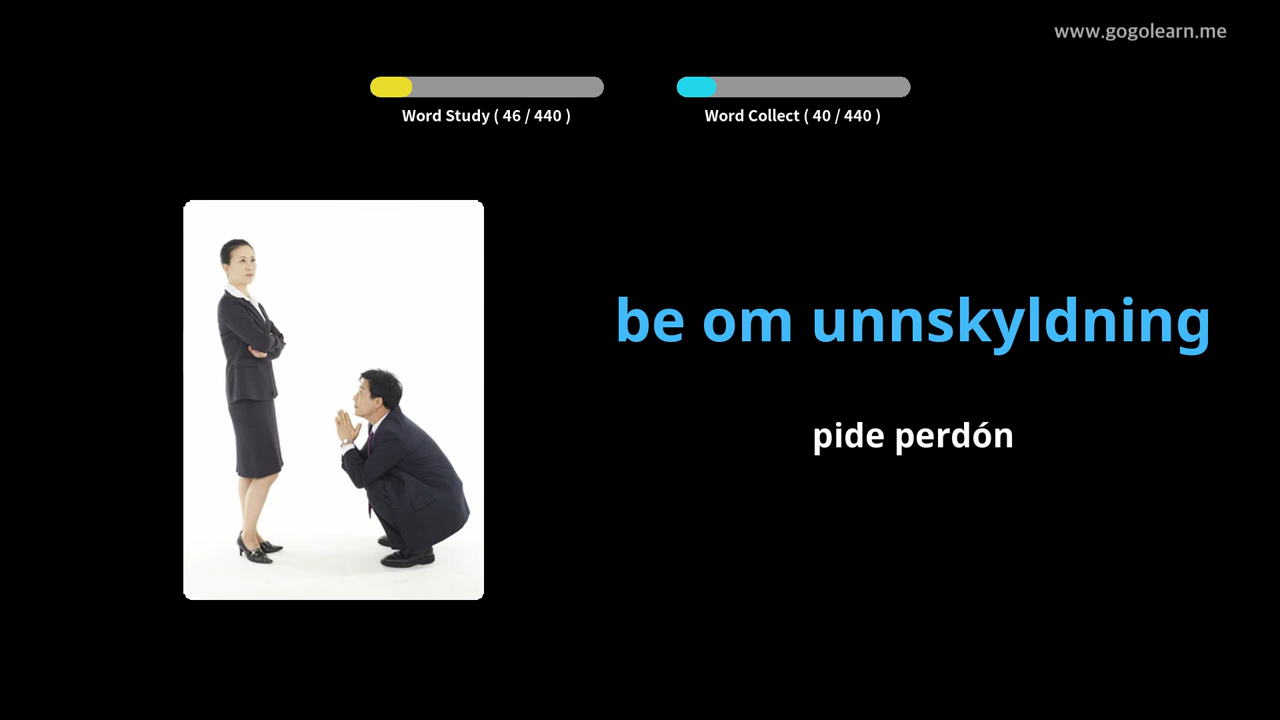 www.gogolearn.me
Word Study ( 46 / 440 )
Word Collect ( 40 / 440 )
be om unnskyldning
pide perdón